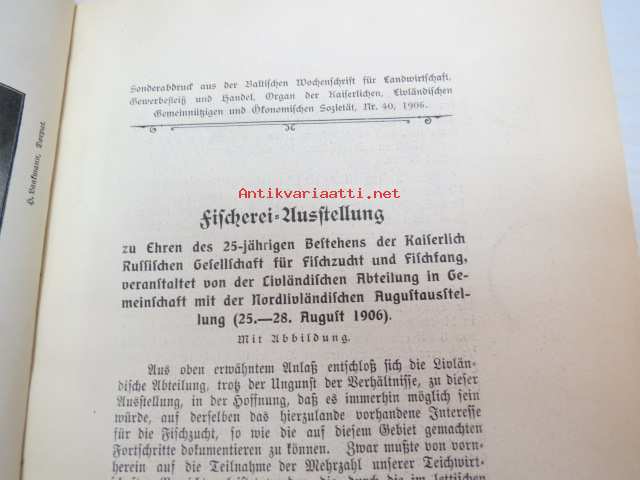 Sonderabdruck aus der Baltischen Wochenschrift für Landwirtschaft,
Gewerbefleiß und Handel, Organ der Kaiserlichen, Livländischen
Gemeinnützigen und Ökonomischen Sozietät, Nr. 40, 1906.
Antikvariaatti.net
Fischerei-Ausstellung
zu Ehren des 25-jährigen Bestehens der Kaiserlich
Russischen Gesellschaft für Fischzucht und Fischfang,
veranstaltet von der Livländischen Abteilung in Ge-
meinschaft mit der Nordlivländischen Augustausstel-
lung (25.—28. August 1906).
Mit Abbildung.
Aus oben erwähntem Anlaß entschloß sich die Livlän-
dische Abteilung, trotz der Ungunst der Verhältnisse, zu dieser
Ausstellung, in der Hoffnung, daß es immerhin möglich sein
würde, auf derselben das hierzulande vorhandene Interesse
für die Fischzucht, so wie die auf diesem Gebiet gemachten
Fortschritte dokumentieren zu können. Zwar mußte von vorn-
herein auf die Teilnahme der Mehrzahl unserer Teichwirt-
die durch die im lettischen
Dorpat.